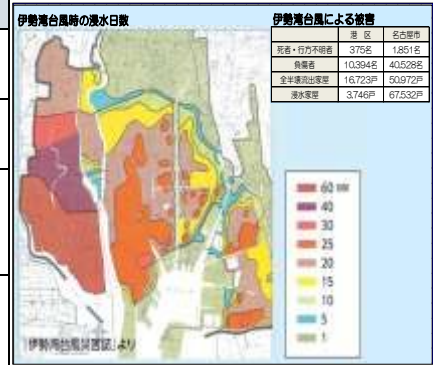 伊勢湾台風時の浸水日数
伊勢湾台風による被害
港 区 名古屋市
死者・行方不明者 375名 1,851名
負傷者 10,394名 40,528名
全半壊流出家屋 16,723戸 50,972戸
浸水家屋 3,746戸 67,532戸
60
40
30
25
20
15
10
5
1
「伊勢湾台風災害誌」より